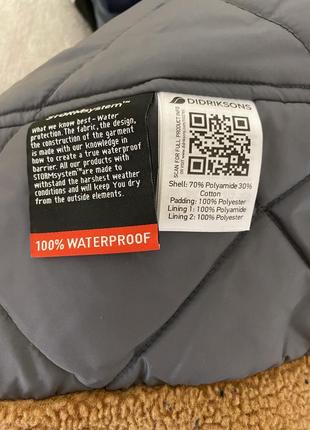 STORMsystem™
What we know best – Water
protection. The fabric, the design,
the construction of the garment
is made with our knowledge in
how to create a true waterproof
barrier. All our products with
STORMsystem™ are made to
withstand the harshest weather
conditions and will keep You dry
from the outside elements.
100% WATERPROOF
DIDRIKSONS
SCAN FOR FULL PRODUCT INFO
Shell: 70% Polyamide 30%
Cotton
Padding: 100% Polyester
Lining 1: 100% Polyester
Lining 2: 100% Polyester